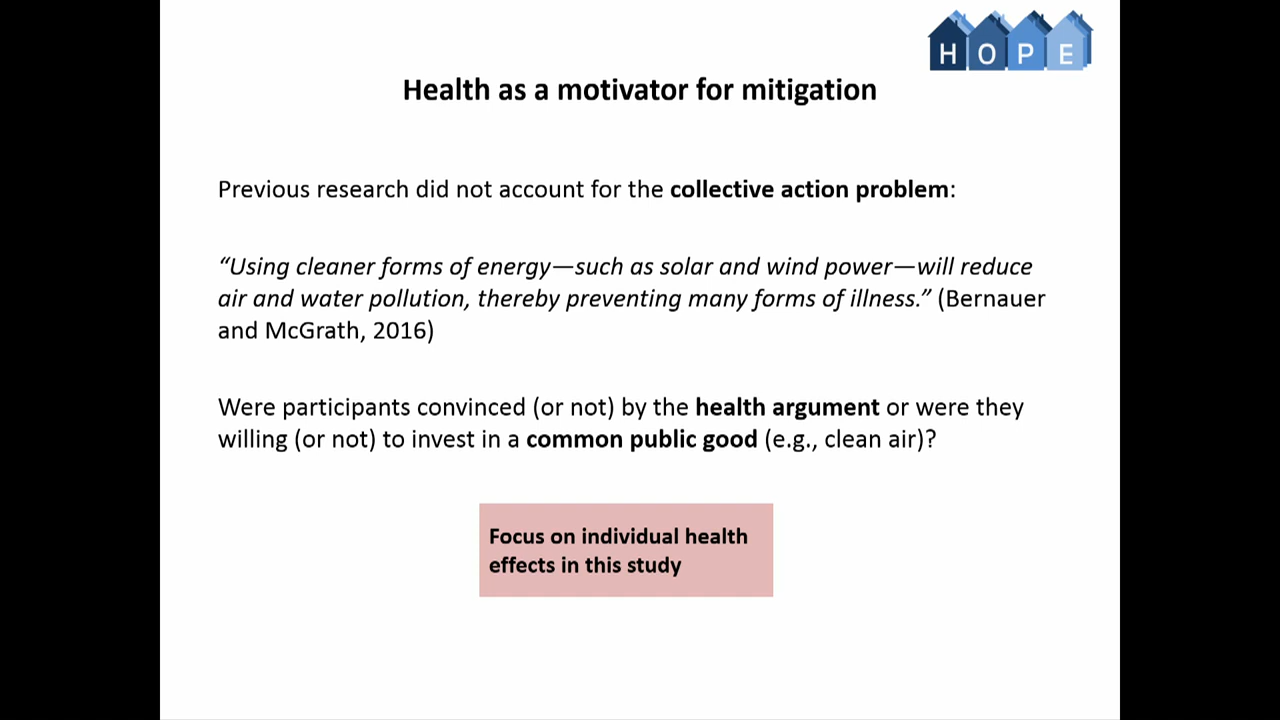 HOPE
Health as a motivator for mitigation
Previous research did not account for the collective action problem:
“Using cleaner forms of energy—such as solar and wind power—will reduce
air and water pollution, thereby preventing many forms of illness.” (Bernauer
and McGrath, 2016)
Were participants convinced (or not) by the health argument or were they
willing (or not) to invest in a common public good (e.g., clean air)?
Focus on individual health
effects in this study